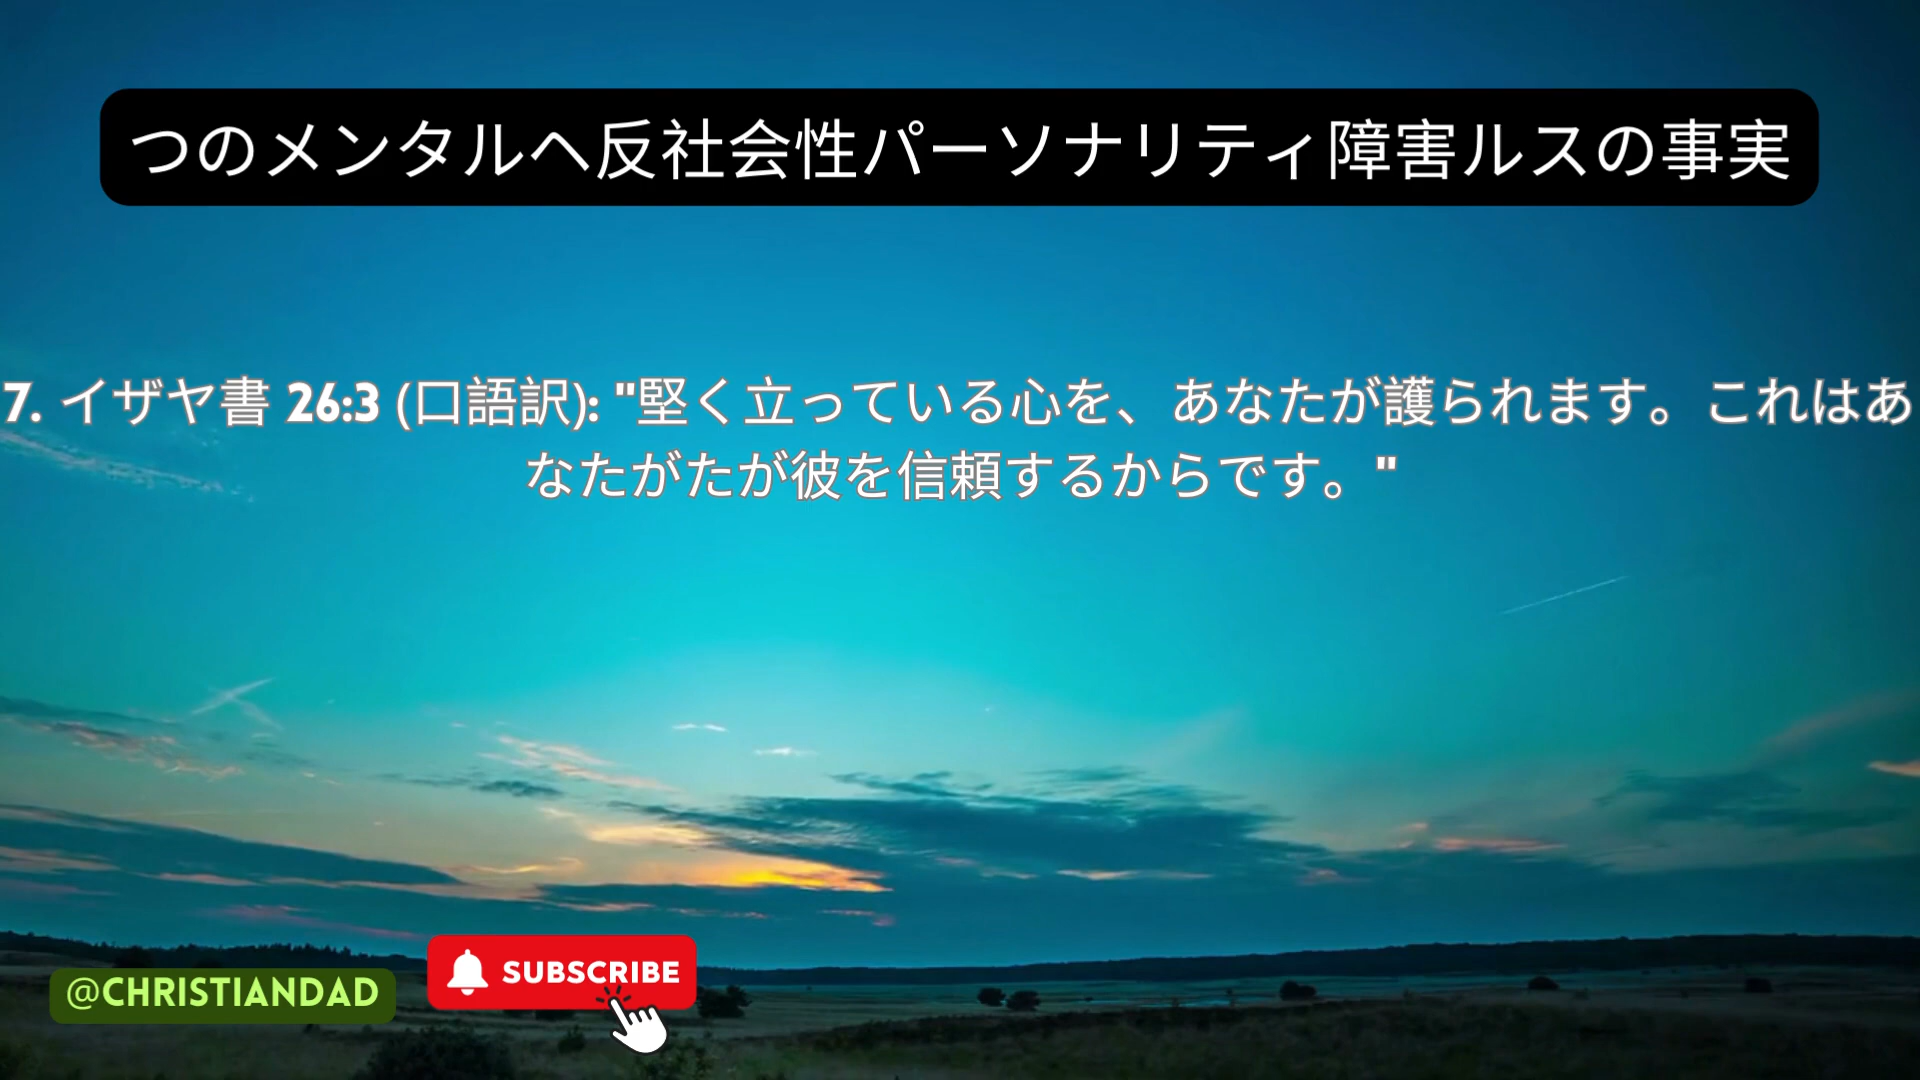 つのメンタルヘ反社会性パーソナリティ障害ルスの事実
7. イザヤ書 26:3 (口語訳): "堅く立っている心を、あなたが護られます。これはあ
なたがたが彼を信頼するからです。"
SUBSCRIBE
@CHRISTIANDAD